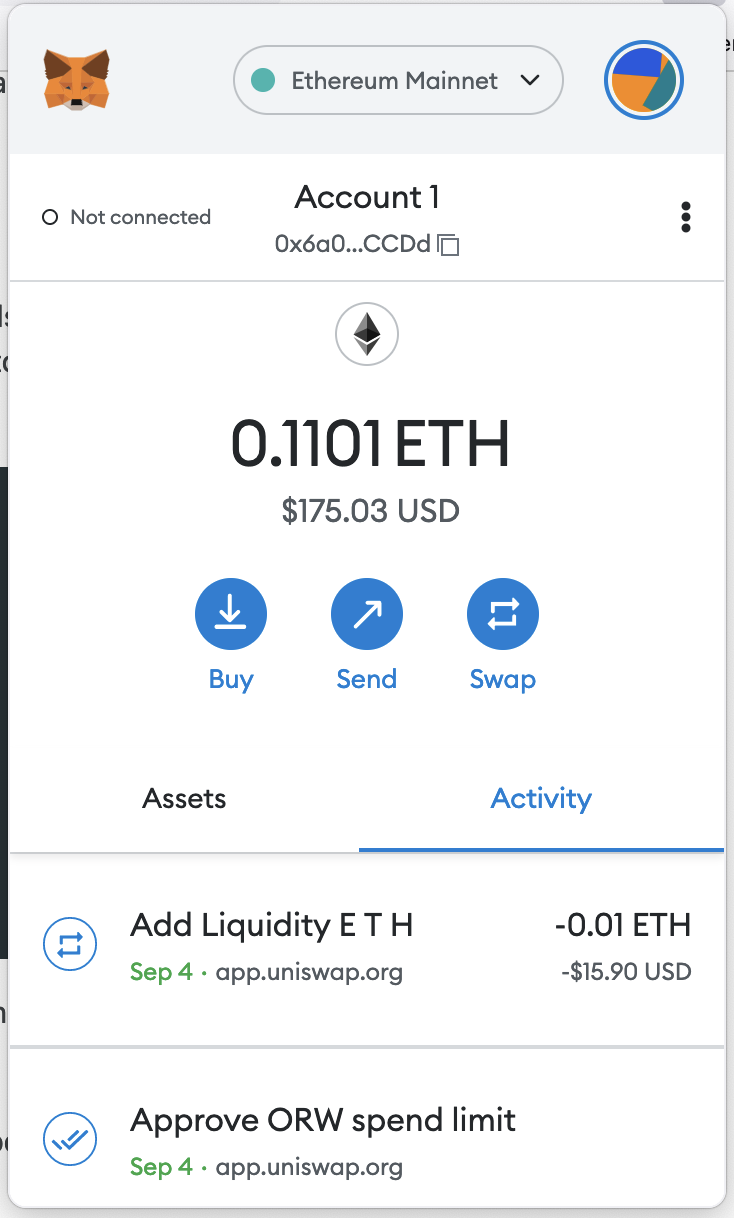 Ethereum Mainnet
Account 1
Not connected
0x6a0...CCDd
0.1101 ETH
$175.03 USD
Buy Send Swap
Assets Activity
Add Liquidity E T H -0.01 ETH
Sep 4 · app.uniswap.org -$15.90 USD
Approve ORW spend limit
Sep 4 · app.uniswap.org